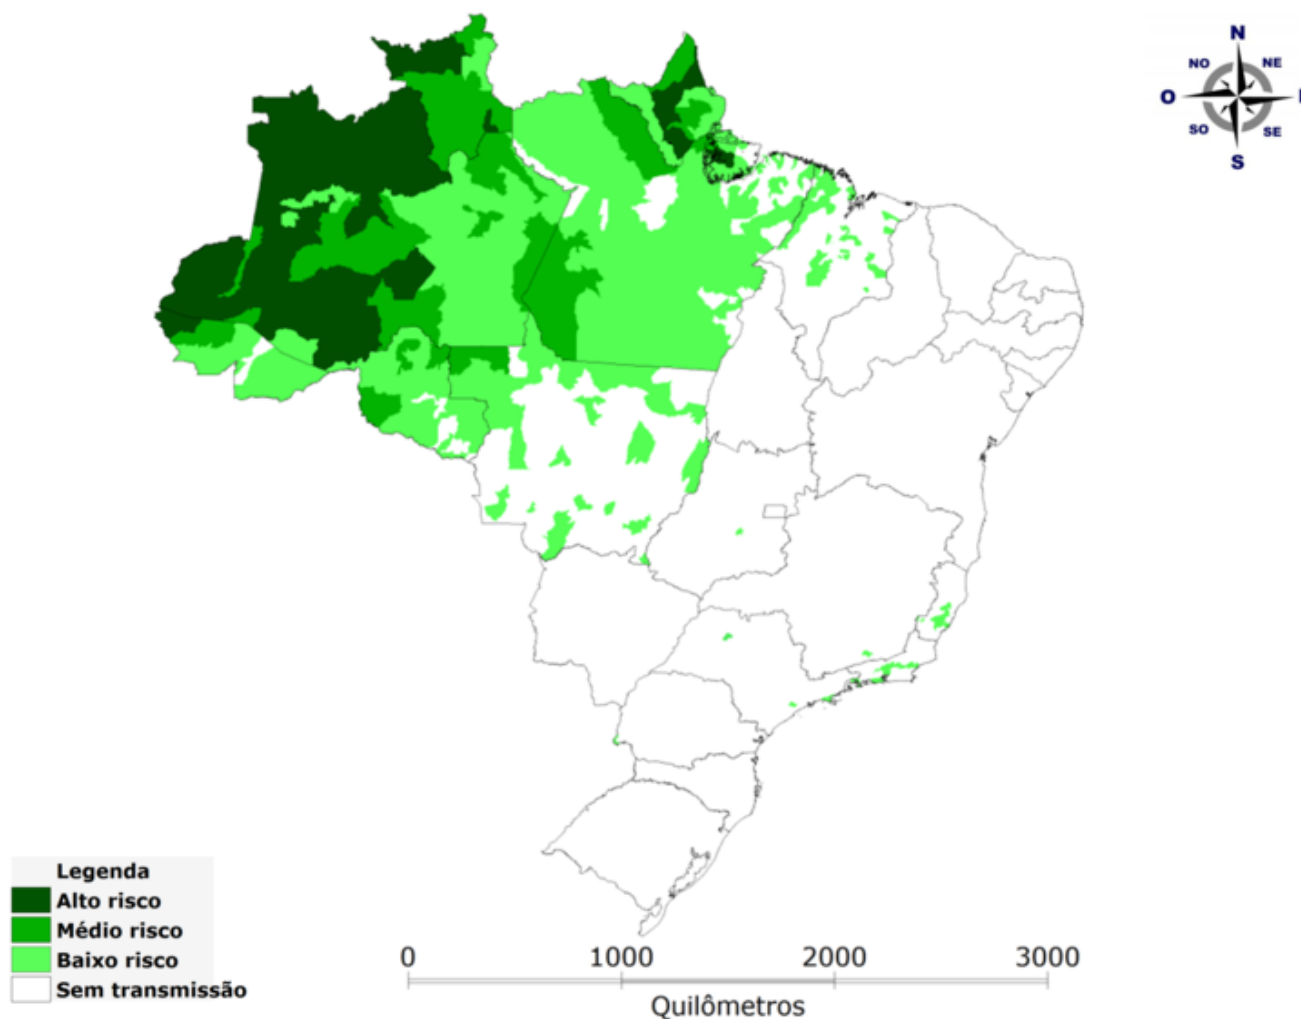 N
NO
NE
O
SO
SE
S
Legenda
Alto risco
Médio risco
Baixo risco
Sem transmissão
0
1000
2000
3000
Quilômetros